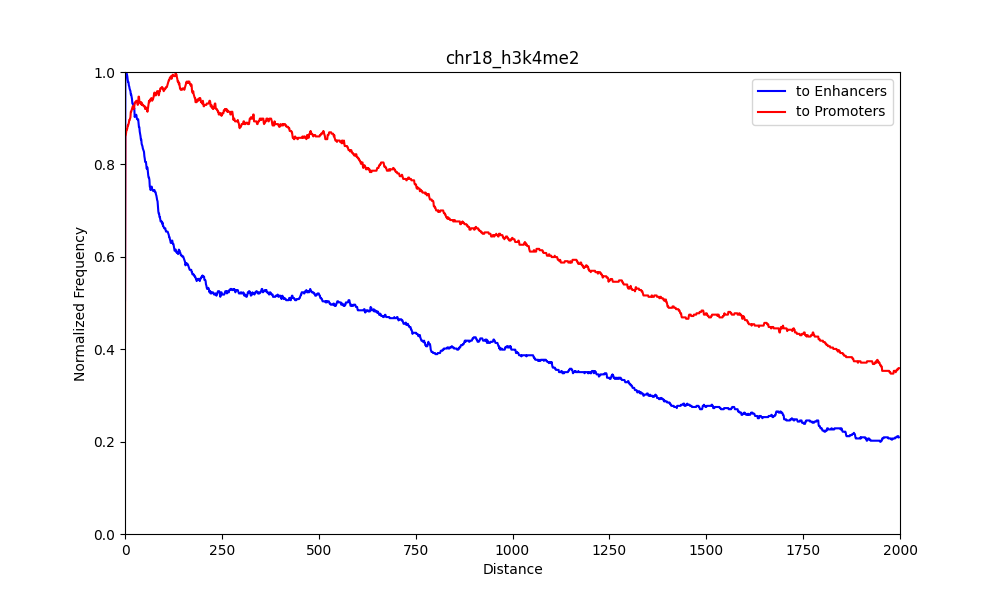 chr18_h3k4me2
to Enhancers
to Promoters
1.0
0.8
0.6
0.4
0.2
0.0
Normalized Frequency
0 250 500 750 1000 1250 1500 1750 2000
Distance